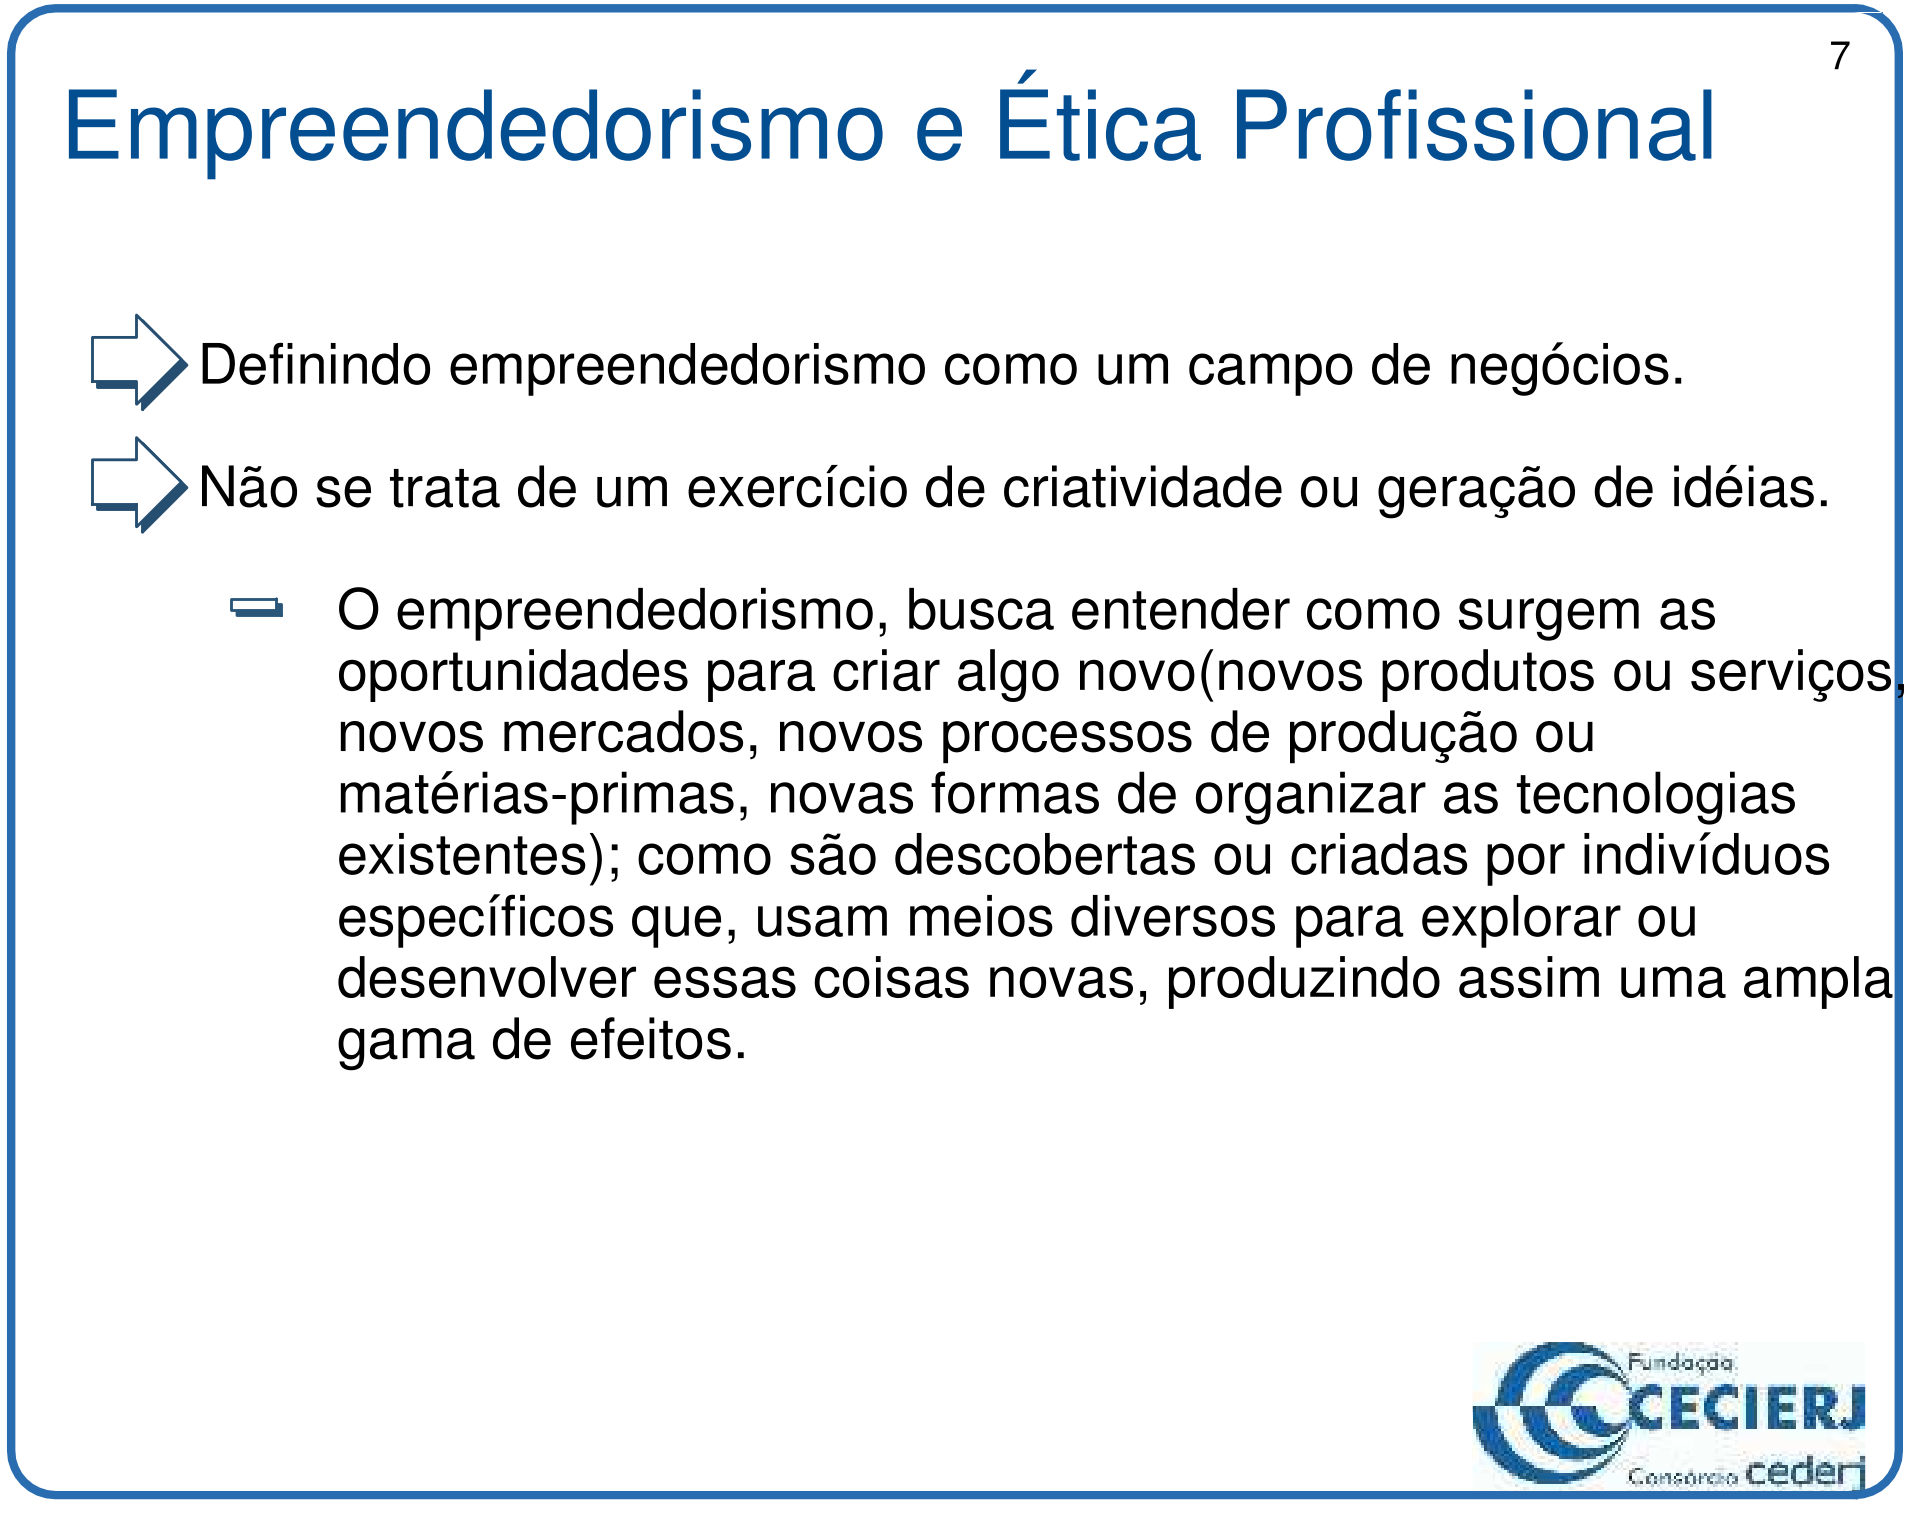 7
Empreendedorismo e Ética Profissional
Definindo empreendedorismo como um campo de negócios.
Não se trata de um exercício de criatividade ou geração de idéias.
O empreendedorismo, busca entender como surgem as
oportunidades para criar algo novo(novos produtos ou serviços,
novos mercados, novos processos de produção ou
matérias-primas, novas formas de organizar as tecnologias
existentes); como são descobertas ou criadas por indivíduos
específicos que, usam meios diversos para explorar ou
desenvolver essas coisas novas, produzindo assim uma ampla
gama de efeitos.
Fundação
CECIERJ
Consórcio cederj